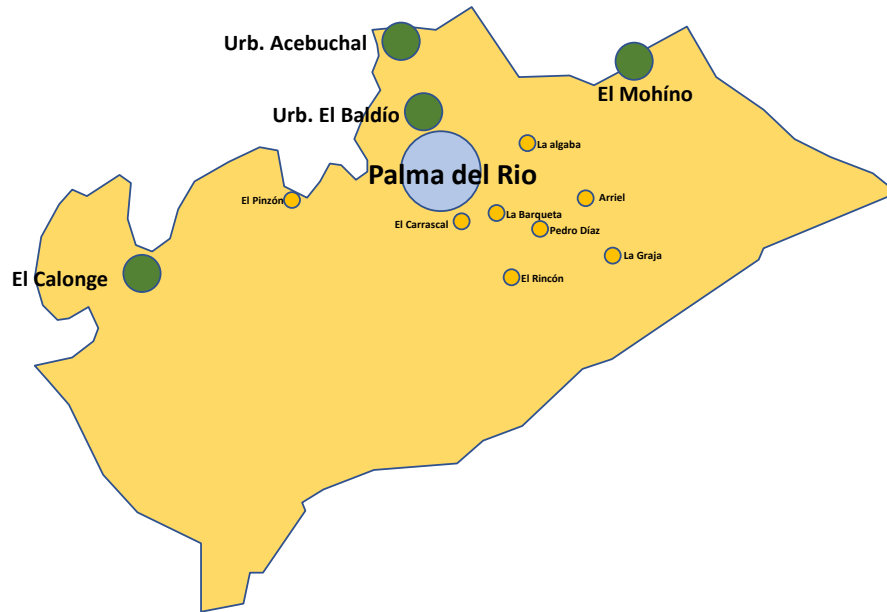 Urb. Acebuchal
El Mohíno
Urb. El Baldío
La algaba
Palma del Rio
El Pinzón
Arriel
La Barqueta
El Carrascal
Pedro Díaz
La Graja
El Calonge
El Rincón